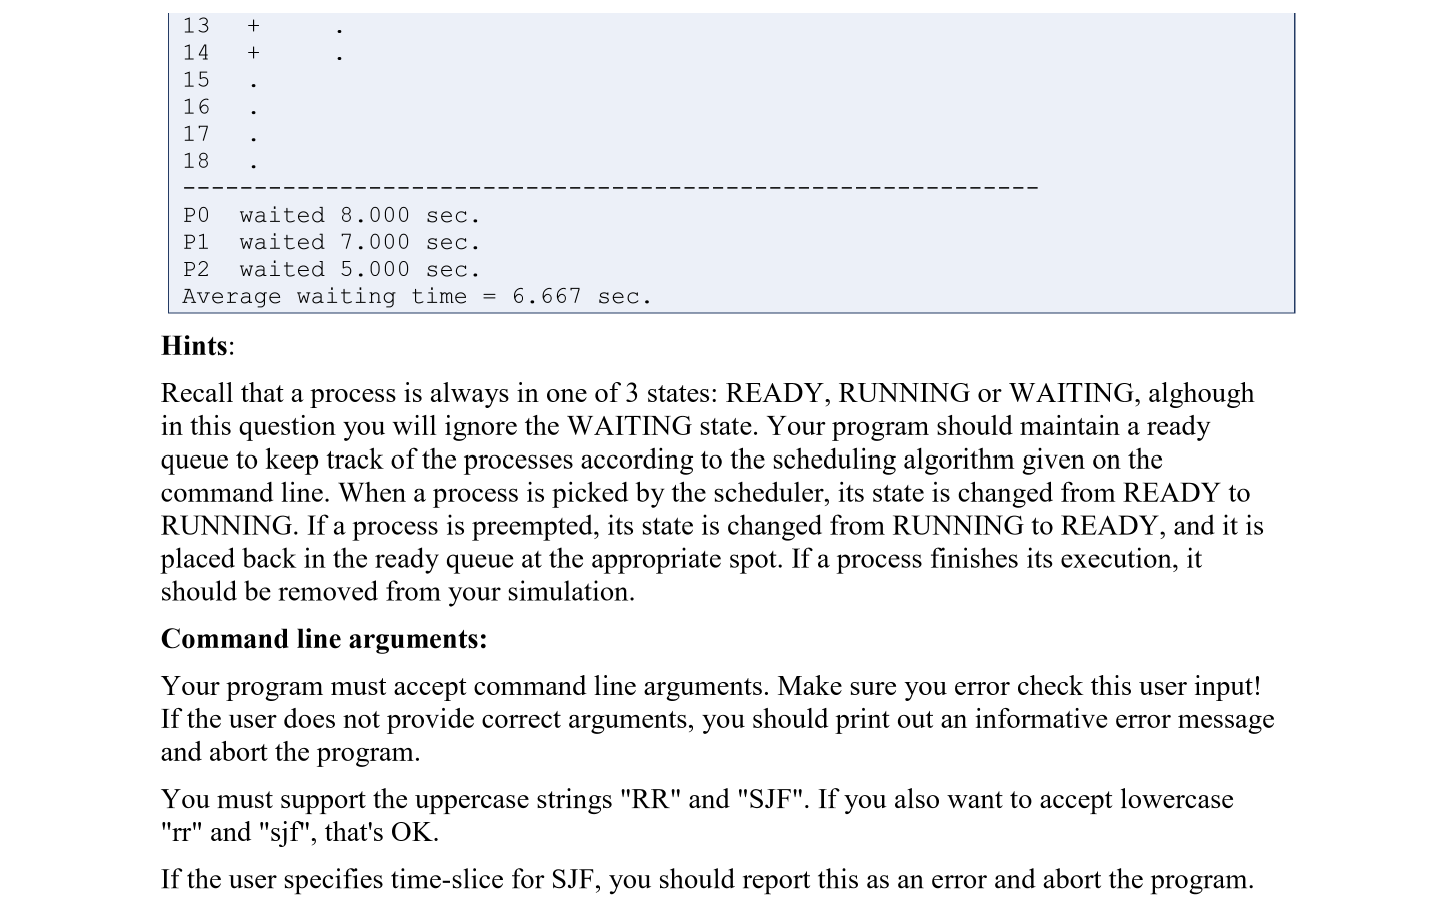 13   +     .
14   +     .
15   .
16   .
17   .
18   .
------------------------------------------------------------
P0  waited 8.000 sec.
P1  waited 7.000 sec.
P2  waited 5.000 sec.
Average waiting time = 6.667 sec.
Hints:
Recall that a process is always in one of 3 states: READY, RUNNING or WAITING, alghough
in this question you will ignore the WAITING state. Your program should maintain a ready
queue to keep track of the processes according to the scheduling algorithm given on the
command line. When a process is picked by the scheduler, its state is changed from READY to
RUNNING. If a process is preempted, its state is changed from RUNNING to READY, and it is
placed back in the ready queue at the appropriate spot. If a process finishes its execution, it
should be removed from your simulation.
Command line arguments:
Your program must accept command line arguments. Make sure you error check this user input!
If the user does not provide correct arguments, you should print out an informative error message
and abort the program.
You must support the uppercase strings "RR" and "SJF". If you also want to accept lowercase
"rr" and "sjf", that's OK.
If the user specifies time-slice for SJF, you should report this as an error and abort the program.